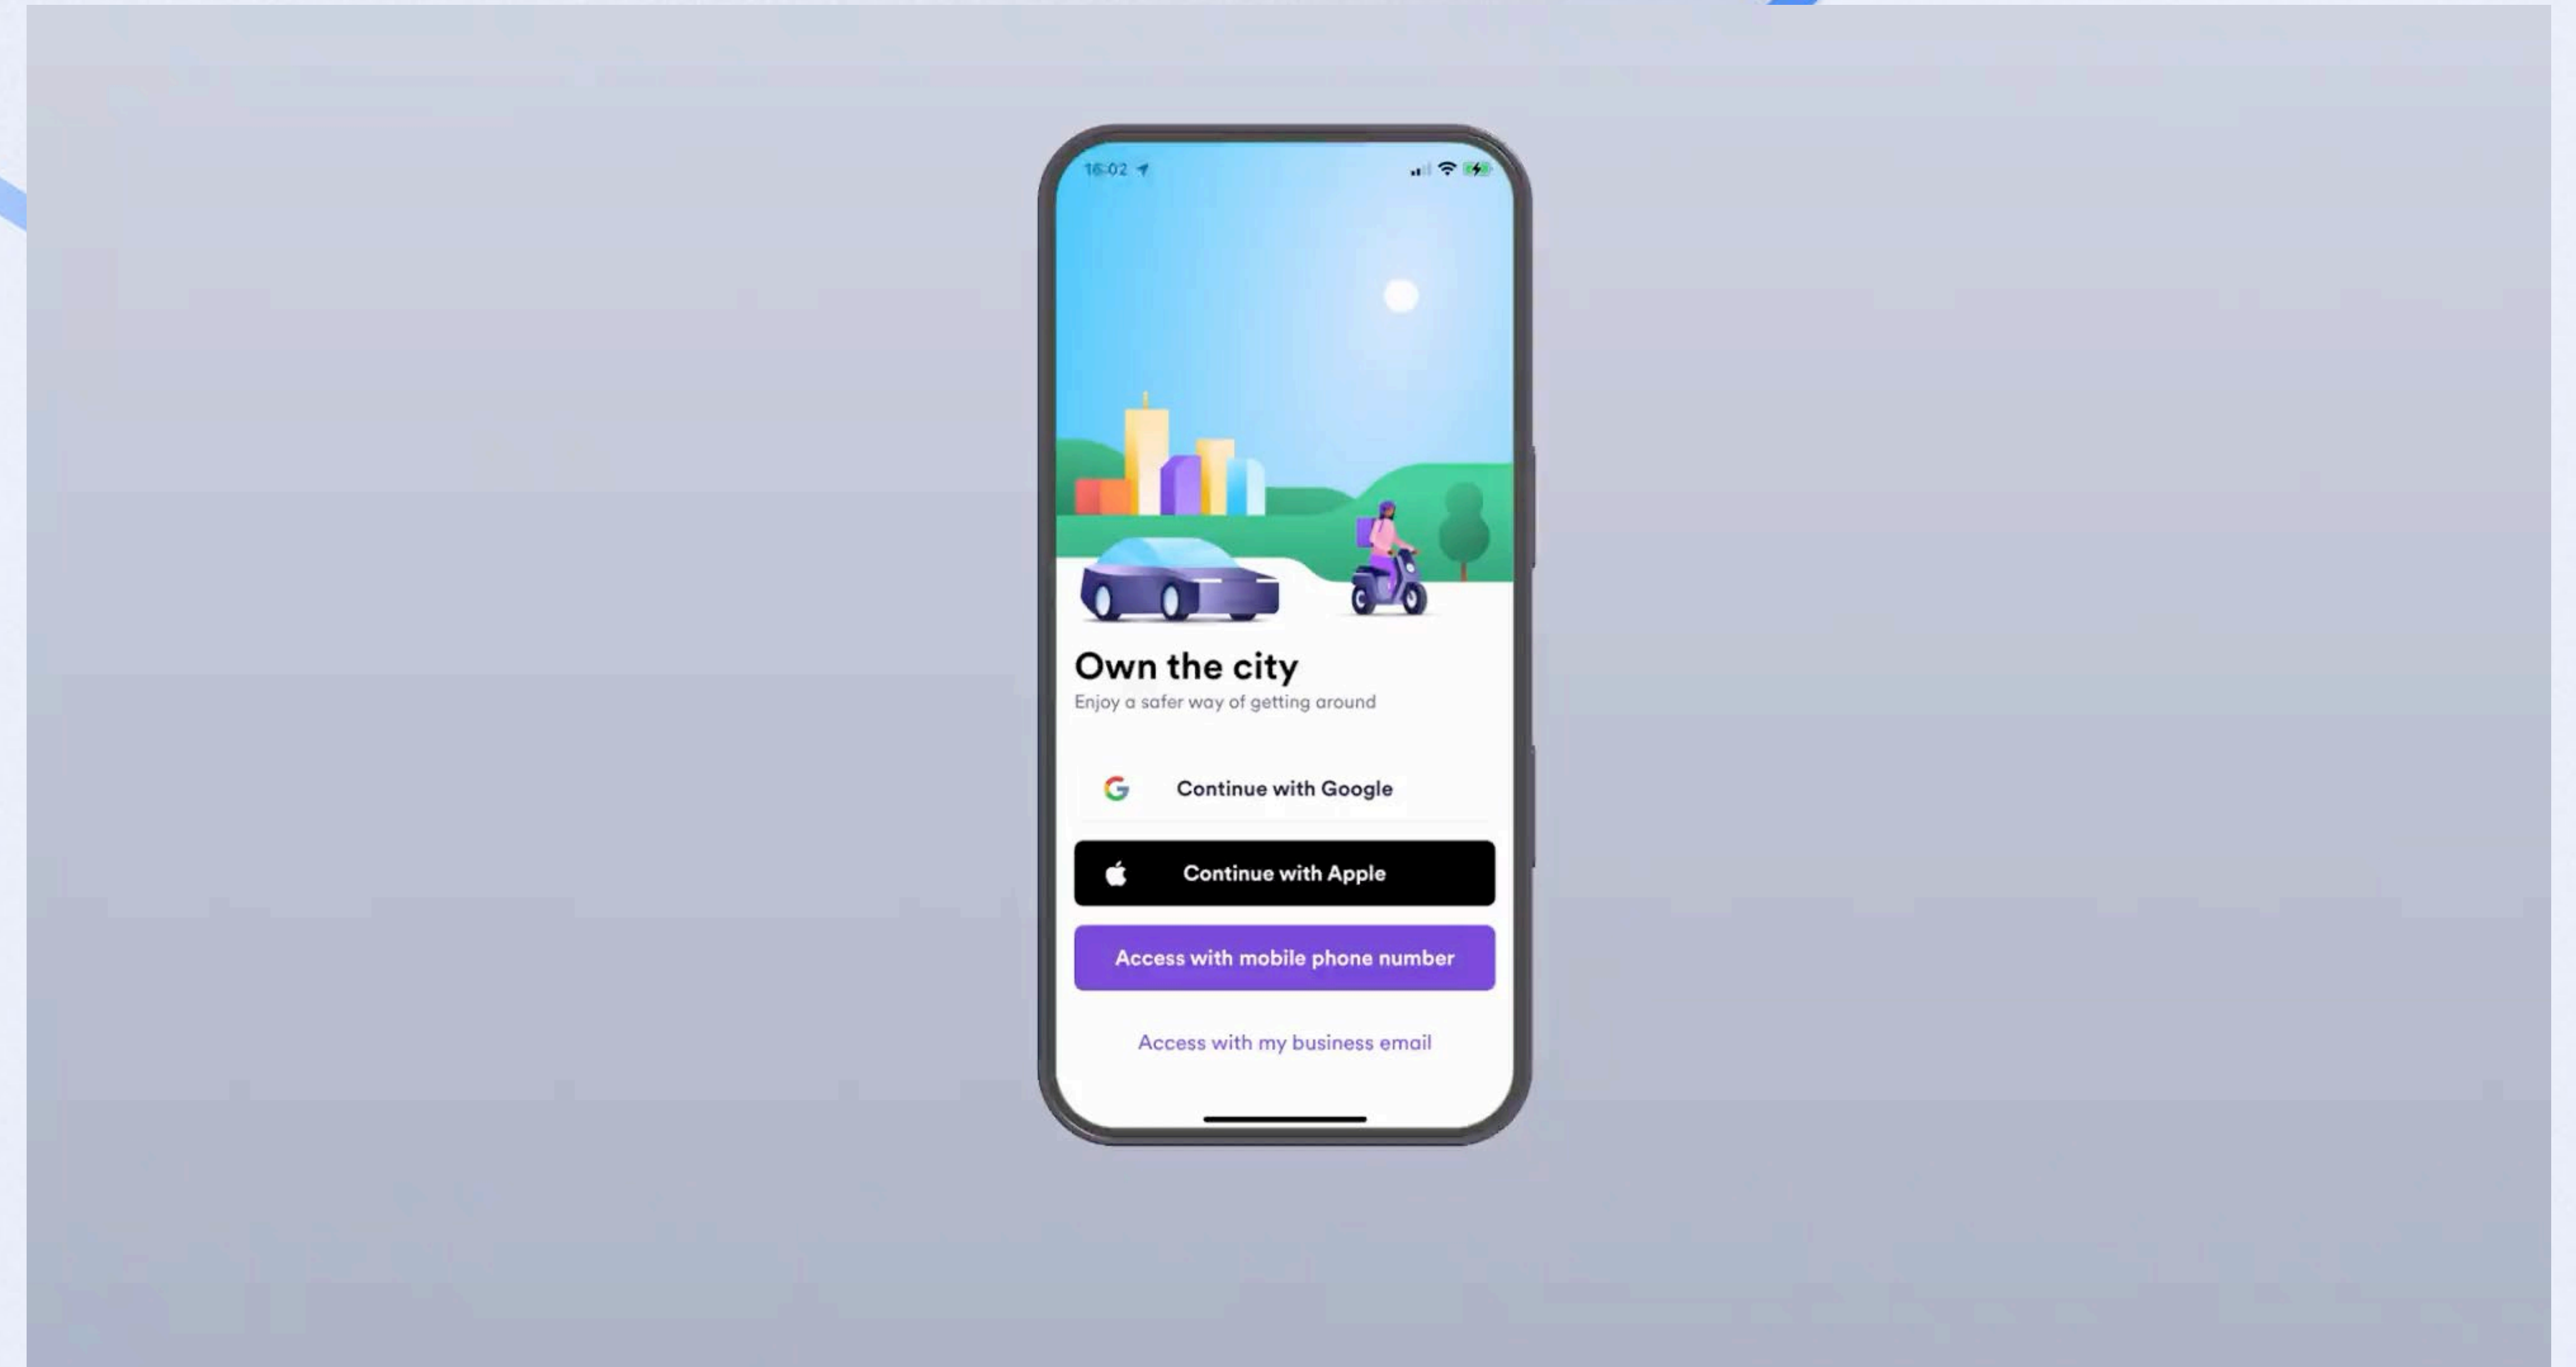 16:02
Own the city
Enjoy a safer way of getting around
Continue with Google
Continue with Apple
Access with mobile phone number
Access with my business email